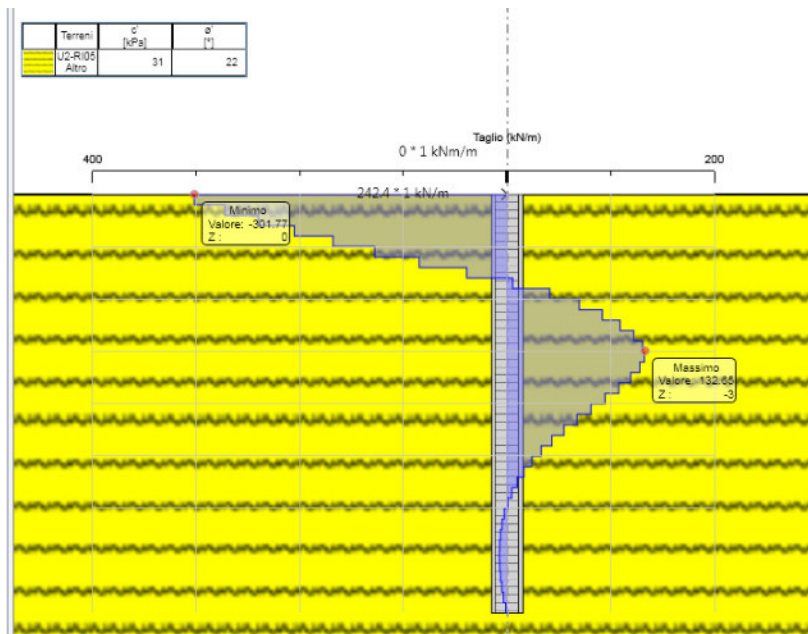 Terreni c' ø'
[kPa] [°]
U2-RI05 31 22
Altro
Taglio (kN/m)
0 * 1 kNm/m
400 200
242.4 * 1 kN/m
Minimo
Valore: -301.77
Z : 0
Massimo
Valore: 132.65
Z : -3